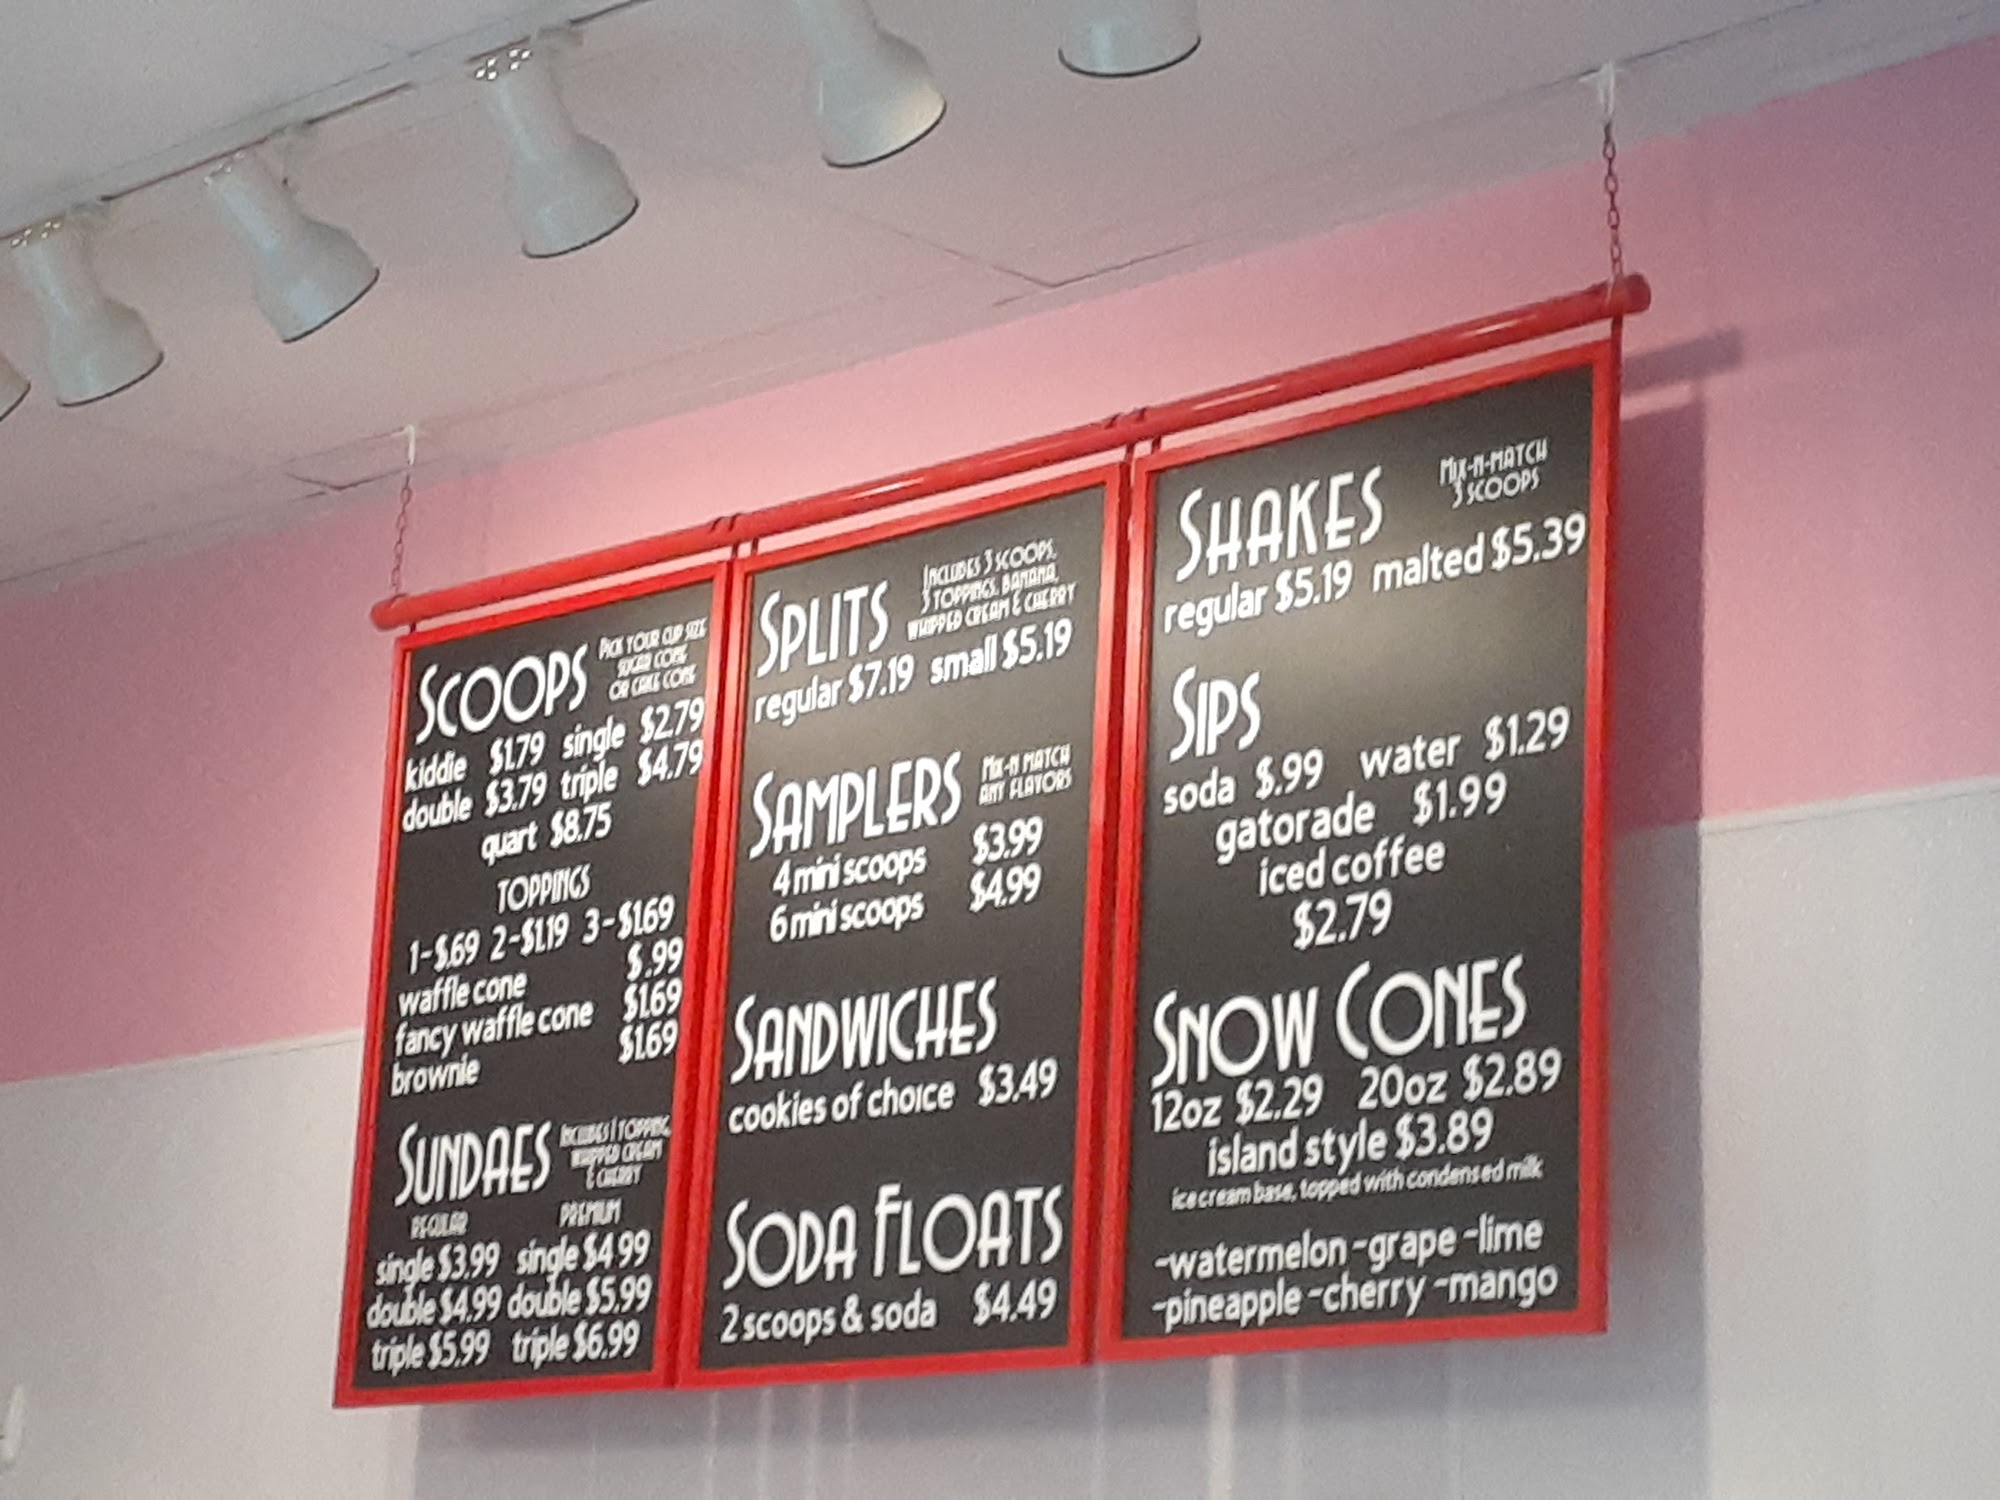 SCOOPS
PICK YOUR CUP SIZE
SUGAR CONE
OR CAKE CONE
kiddie $1.79 single $2.79
double $3.79 triple $4.79
quart $8.75
TOPPINGS
1-$.69 2-$1.19 3-$1.69
waffle cone $.99
fancy waffle cone $1.69
brownie $1.69
SUNDAES
INCLUDES 1 TOPPING,
WHIPPED CREAM
& CHERRY
REGULAR PREMIUM
single $3.99 single $4.99
double $4.99 double $5.99
triple $5.99 triple $6.99
SPLITS
INCLUDES 3 SCOOPS,
3 TOPPINGS, BANANA,
WHIPPED CREAM & CHERRY
regular $7.19 small $5.19
SAMPLERS
MIX-N MATCH
ANY FLAVORS
4 mini scoops $3.99
6 mini scoops $4.99
SANDWICHES
cookies of choice $3.49
SODA FLOATS
2 scoops & soda $4.49
SHAKES
MIX-N-MATCH
3 SCOOPS
regular $5.19 malted $5.39
SIPS
soda $.99 water $1.29
gatorade $1.99
iced coffee
$2.79
SNOW CONES
12oz $2.29 20oz $2.89
island style $3.89
ice cream base, topped with condensed milk
-watermelon -grape -lime
-pineapple -cherry -mango